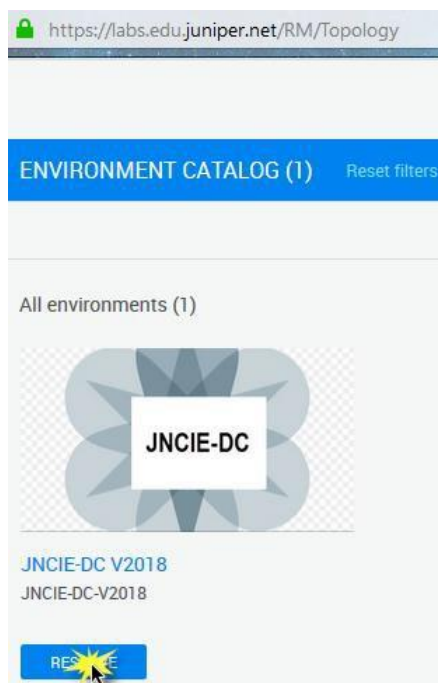 https://labs.edu.juniper.net/RM/Topology
ENVIRONMENT CATALOG (1) Reset filters
All environments (1)
JNCIE-DC
JNCIE-DC V2018
JNCIE-DC-V2018